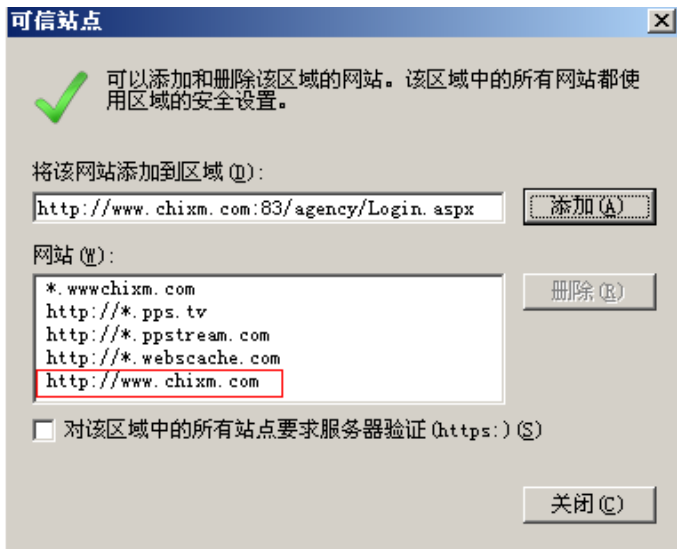 可信站点
可以添加和删除该区域的网站。该区域中的所有网站都使
用区域的安全设置。
将该网站添加到区域(D):
http://www.chixm.com:83/agency/Login.aspx
添加(A)
网站(W):
*.wwwchixm.com
http://*.pps.tv
http://*.ppstream.com
http://*.webscache.com
http://www.chixm.com
删除(R)
对该区域中的所有站点要求服务器验证(https:)(S)
关闭(C)